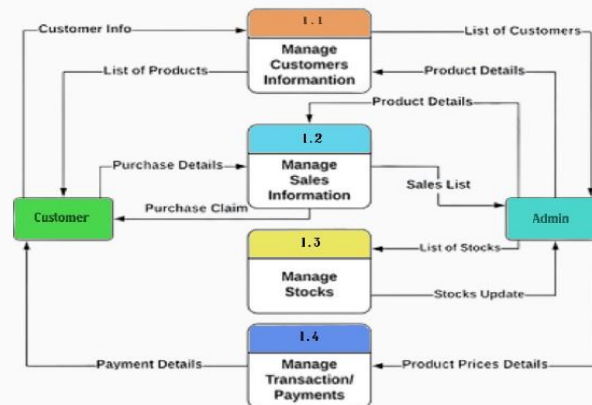 1.1
Customer Info
List of Customers
Manage
Customers
Informantion
List of Products
Product Details
Product Details
1.2
Purchase Details
Manage
Sales
Information
Sales List
Purchase Claim
Customer
Admin
1.3
List of Stocks
Manage
Stocks
Stocks Update
1.4
Payment Details
Manage
Transaction/
Payments
Product Prices Details